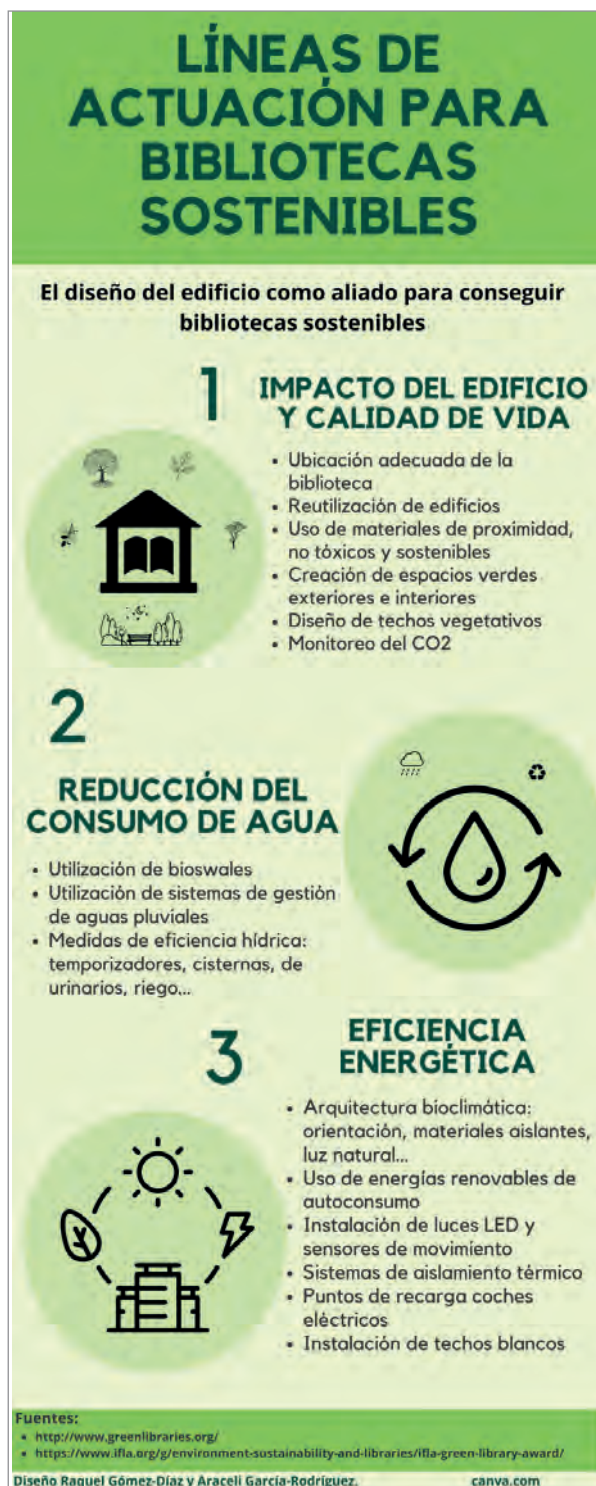 LÍNEAS DE
ACTUACIÓN PARA
BIBLIOTECAS
SOSTENIBLES
El diseño del edificio como aliado para conseguir
bibliotecas sostenibles
1
IMPACTO DEL EDIFICIO
Y CALIDAD DE VIDA
• Ubicación adecuada de la
biblioteca
• Reutilización de edificios
• Uso de materiales de proximidad,
no tóxicos y sostenibles
• Creación de espacios verdes
exteriores e interiores
• Diseño de techos vegetativos
• Monitoreo del CO2
2
REDUCCIÓN DEL
CONSUMO DE AGUA
• Utilización de bioswales
• Utilización de sistemas de gestión
de aguas pluviales
• Medidas de eficiencia hídrica:
temporizadores, cisternas, de
urinarios, riego...
3
EFICIENCIA
ENERGÉTICA
• Arquitectura bioclimática:
orientación, materiales aislantes,
luz natural...
• Uso de energías renovables de
autoconsumo
• Instalación de luces LED y
sensores de movimiento
• Sistemas de aislamiento térmico
• Puntos de recarga coches
eléctricos
• Instalación de techos blancos
Fuentes:
• http://www.greenlibraries.org/
• https://www.ifla.org/g/environment-sustainability-and-libraries/ifla-green-library-award/
Diseño Raquel Gómez-Díaz y Araceli García-Rodríguez. canva.com